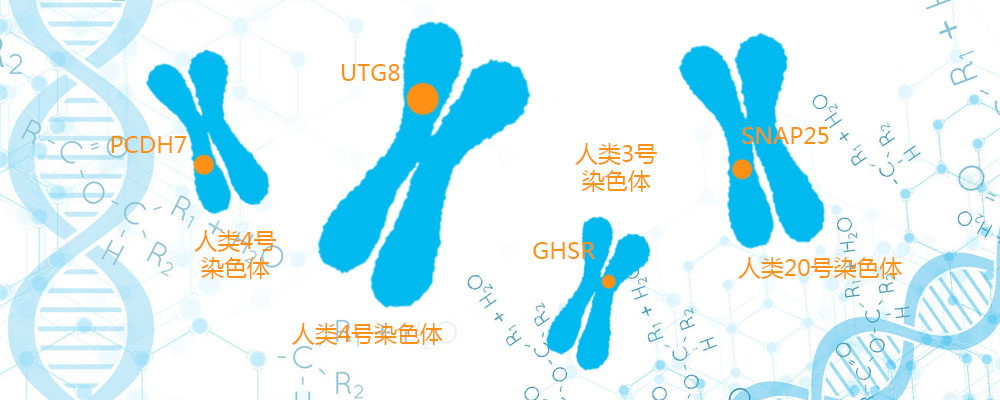 PCDH7
人类4号
染色体
UTG8
人类4号染色体
人类3号
染色体
GHSR
SNAP25
人类20号染色体